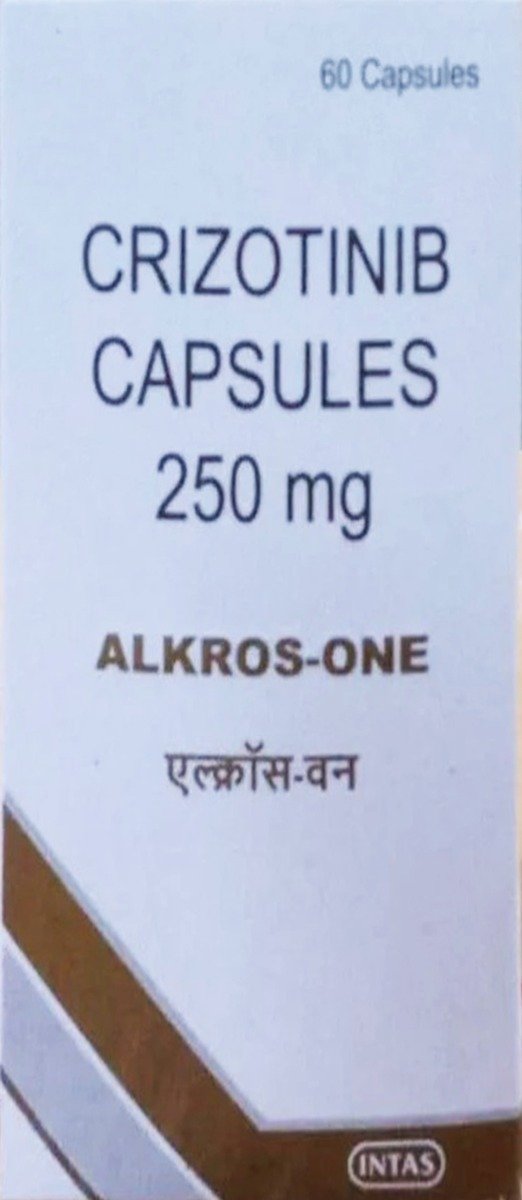 60 Capsules
CRIZOTINIB
CAPSULES
250 mg
ALKROS-ONE
एल्क्रॉस-वन
INTAS